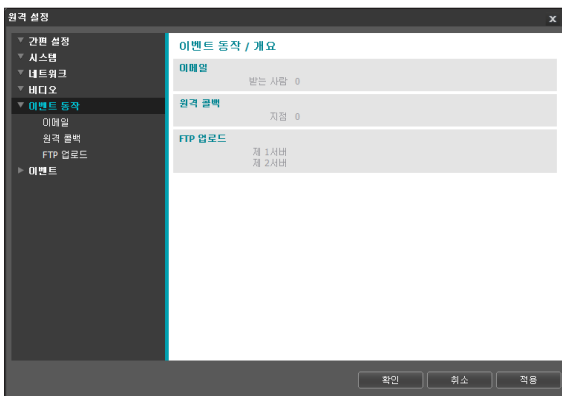 원격 설정
x
간편 설정
시스템
네트워크
비디오
이벤트 동작
이메일
원격 콜백
FTP 업로드
이벤트
이벤트 동작 / 개요
이메일
받는 사람 0
원격 콜백
지점 0
FTP 업로드
제 1서버
제 2서버
확인
취소
적용